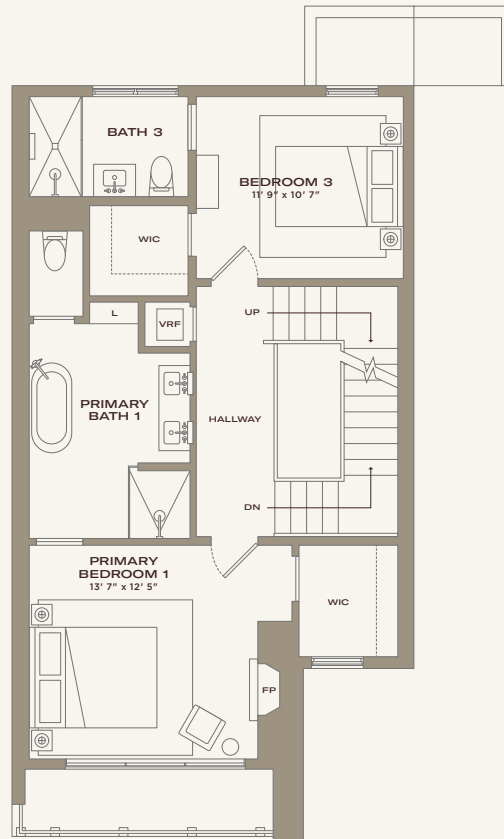 BATH 3
BEDROOM 3
11' 9" x 10' 7"
WIC
L
VRF
UP
PRIMARY
BATH 1
HALLWAY
DN
PRIMARY
BEDROOM 1
13' 7" x 12' 5"
WIC
FP